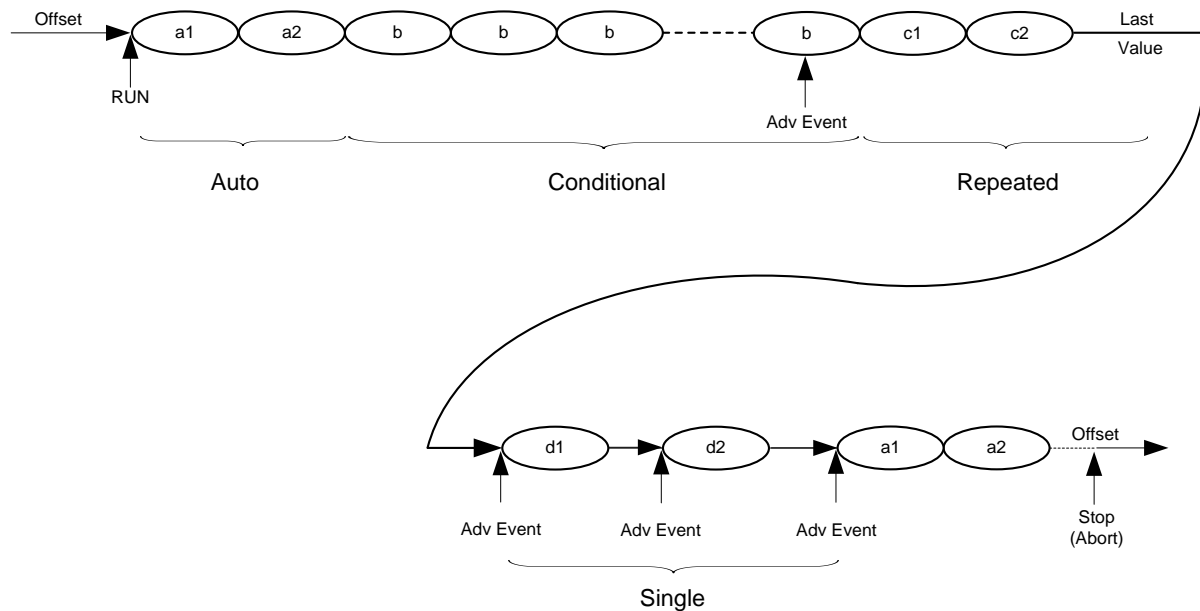 Offset
a1
a2
b
b
b
b
c1
c2
Last
Value
RUN
Adv Event
Auto
Conditional
Repeated
d1
d2
a1
a2
Offset
Adv Event
Adv Event
Adv Event
Stop
(Abort)
Single